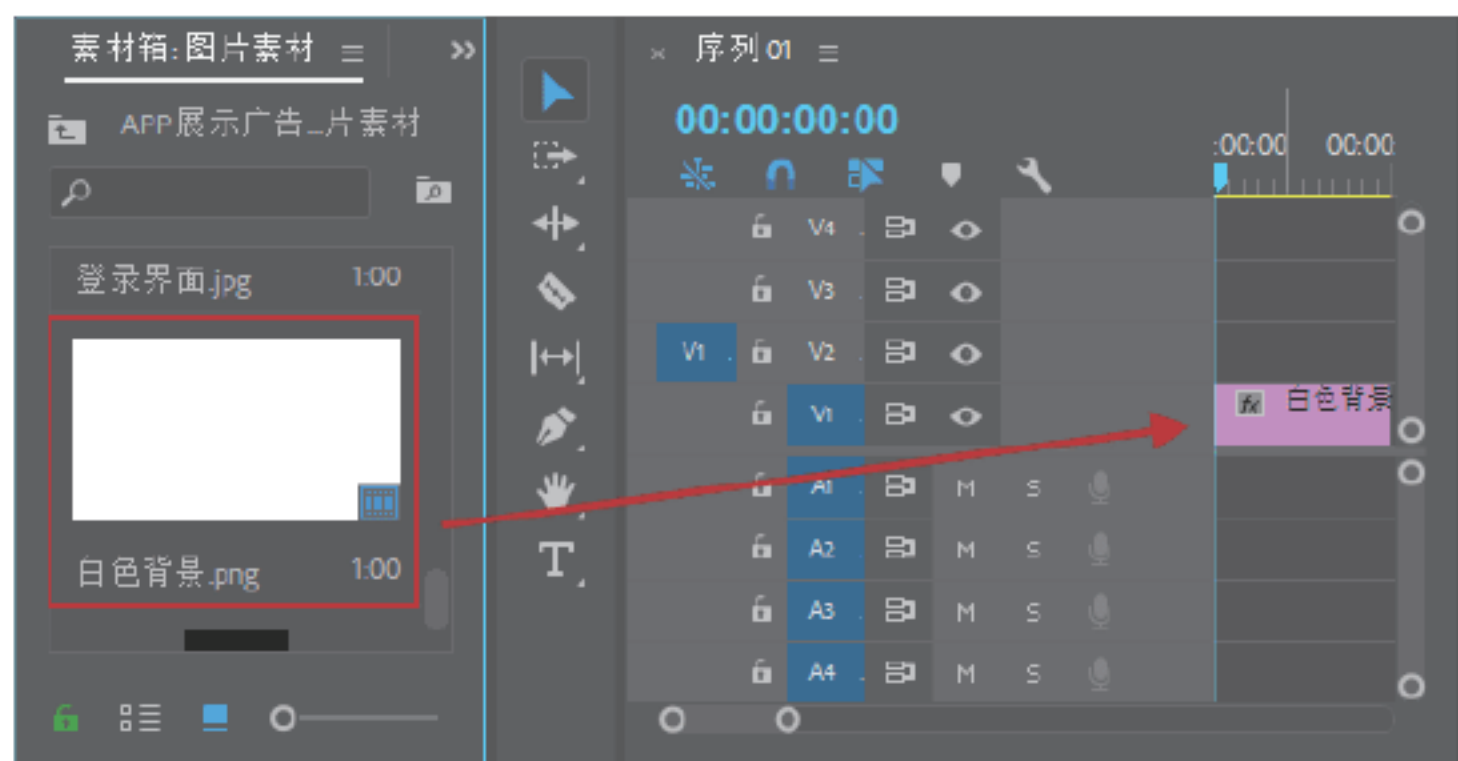 素材箱:图片素材
APP展示广告_片素材
登录界面.jpg 1:00
白色背景.png 1:00
T
× 序列 01
00:00:00:00
:00:00 00:00
V4
V3
V1 V2
V1 fx 白色背景
A1 M S
A2 M S
A3 M S
A4 M S